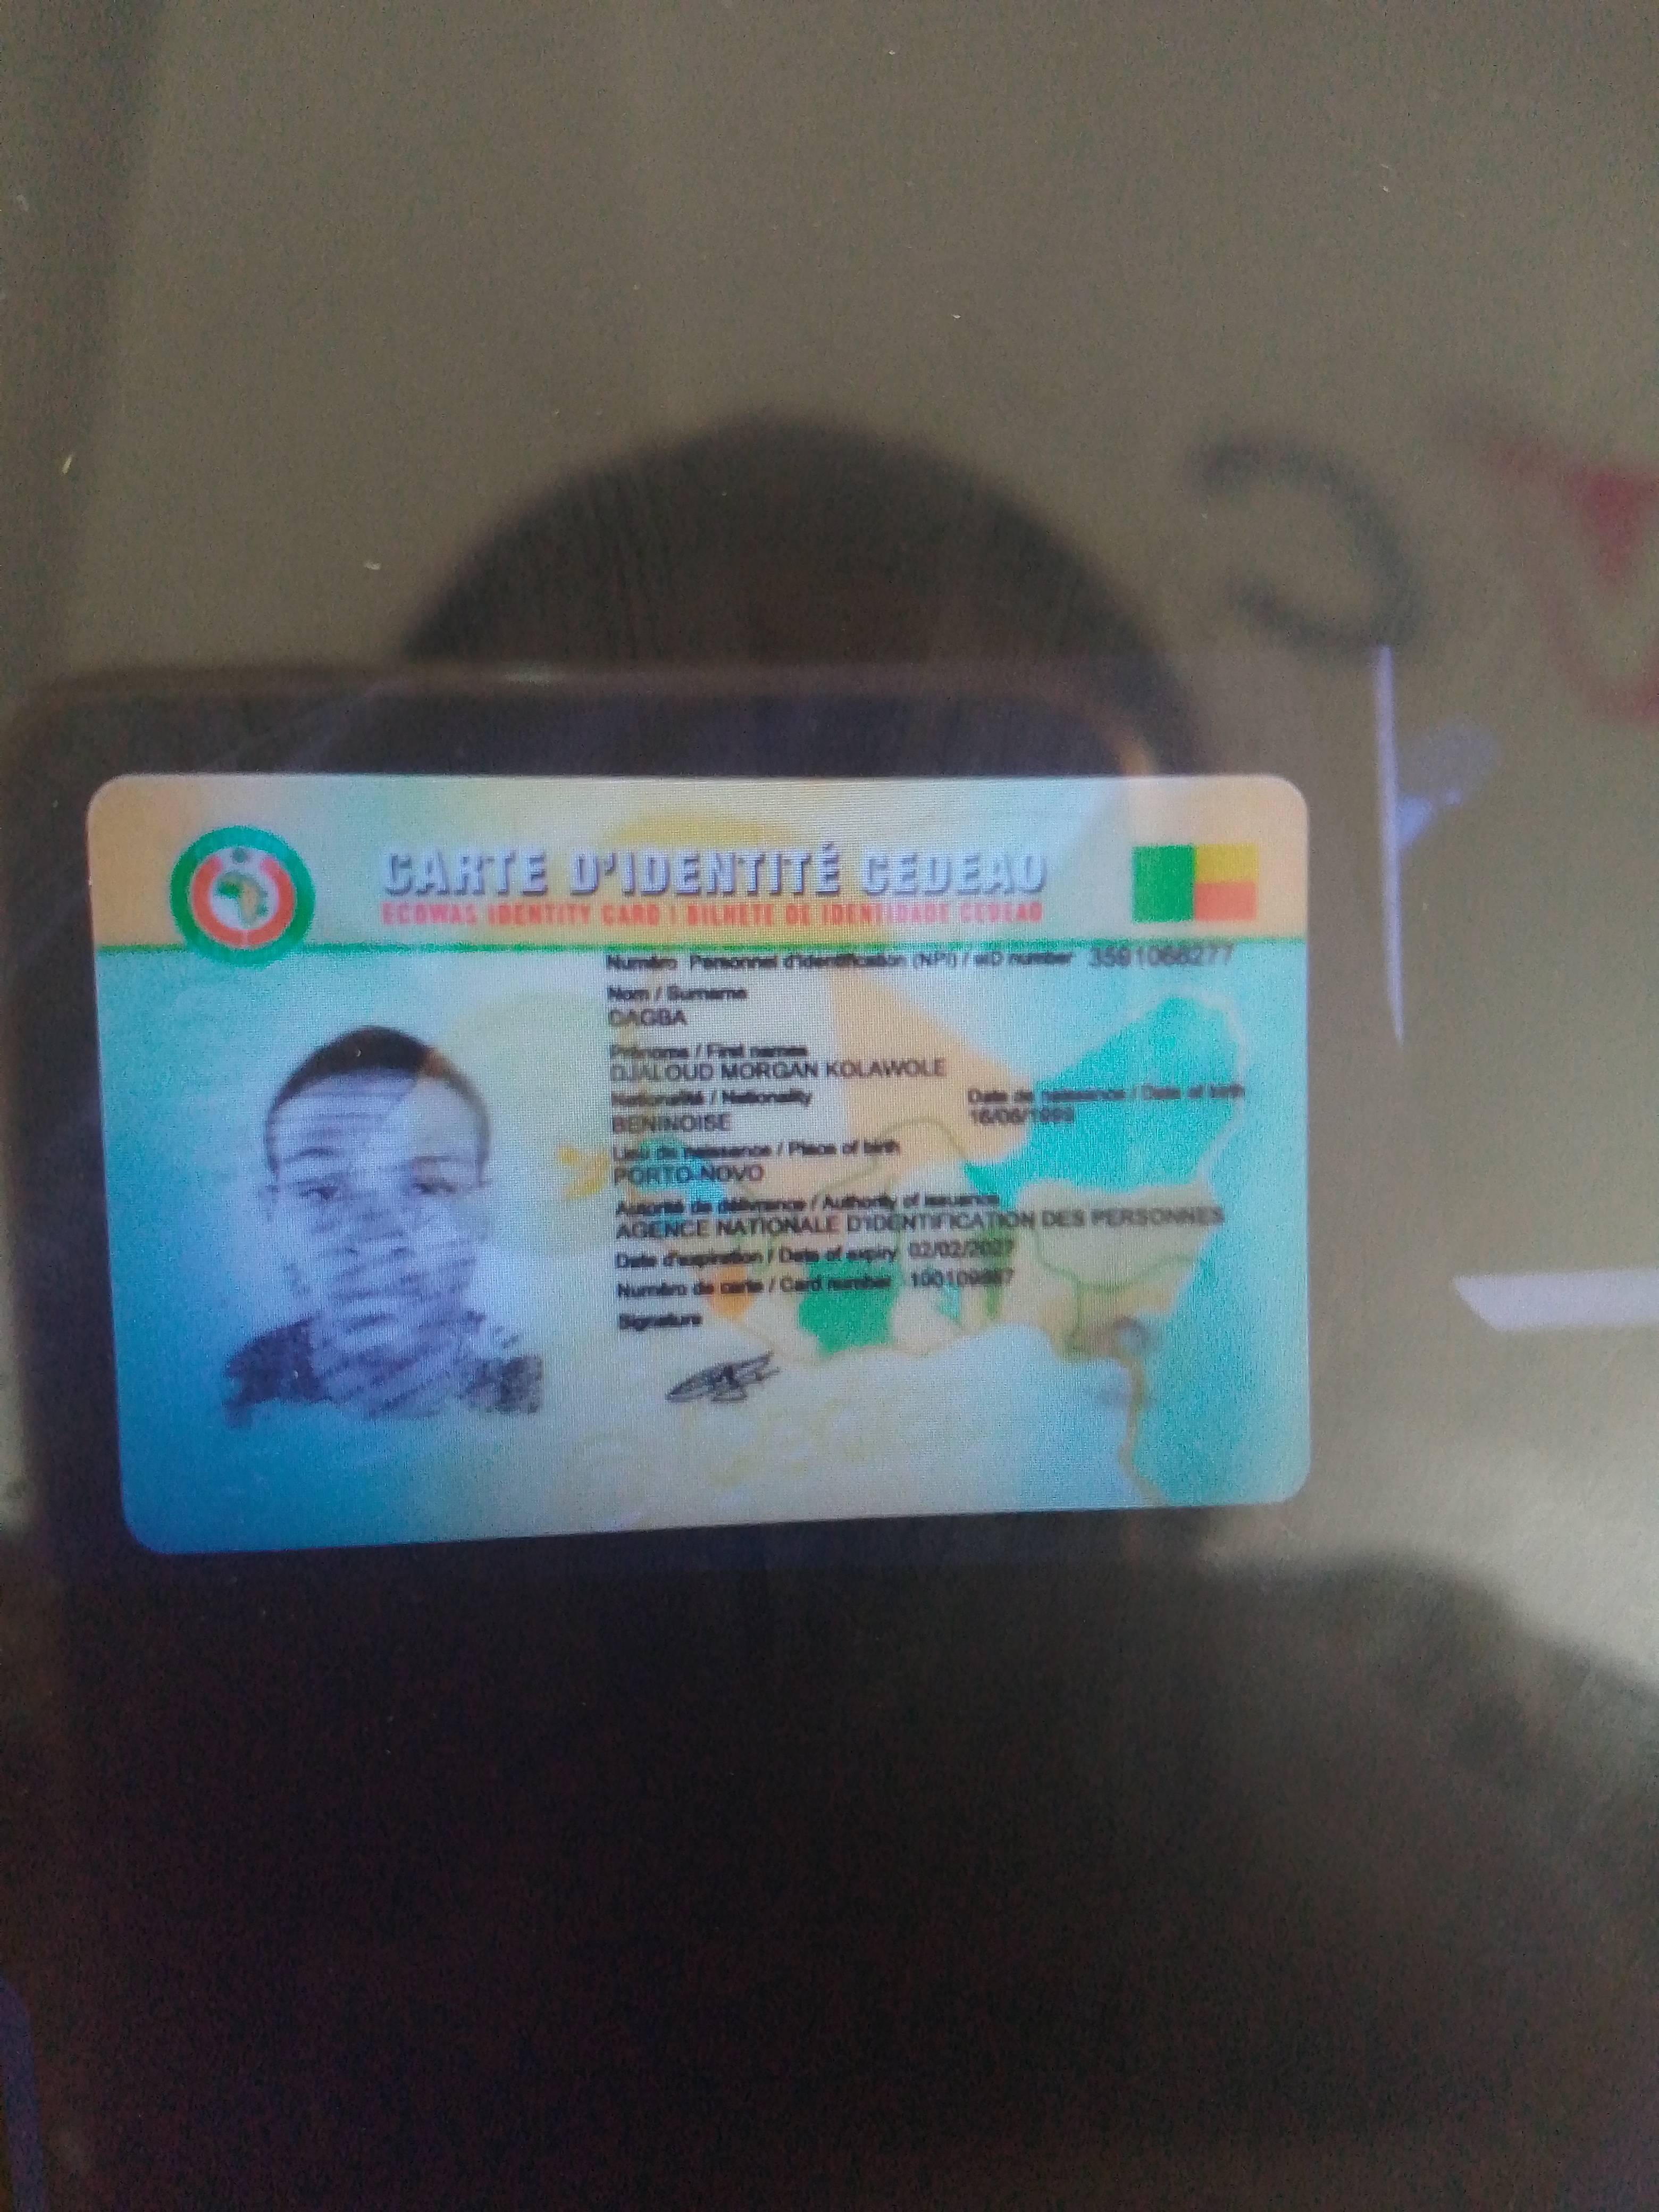 CARTE D'IDENTITÉ CEDEAO
ECOWAS IDENTITY CARD | BILHETE DE IDENTIDADE CEDEAO
Numéro Personnel d'identification (NPI) / eID number 3591068277
Nom / Surname
DAGBA
Prénoms / First names
DJALOUD MORGAN KOLAWOLE
Nationalité / Nationality Date de naissance / Date of birth
BENINOISE 16/06/1999
Lieu de naissance / Place of birth
PORTO-NOVO
Autorité de délivrance / Authority of issuance
AGENCE NATIONALE D'IDENTIFICATION DES PERSONNES
Date d'expiration / Date of expiry 02/02/2027
Numéro de carte / Card number
Signature